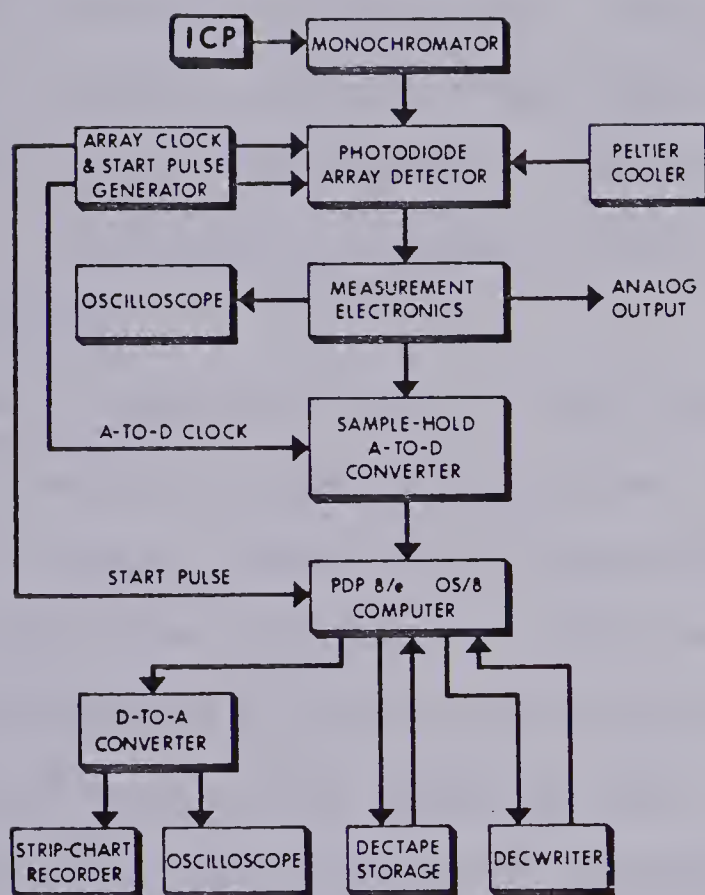 ICP
MONOCHROMATOR
ARRAY CLOCK
& START PULSE
GENERATOR
PHOTODIODE
ARRAY DETECTOR
PELTIER
COOLER
OSCILLOSCOPE
MEASUREMENT
ELECTRONICS
ANALOG
OUTPUT
A-TO-D CLOCK
SAMPLE-HOLD
A-TO-D
CONVERTER
START PULSE
PDP 8/e OS/8
COMPUTER
D-TO-A
CONVERTER
STRIP-CHART
RECORDER
OSCILLOSCOPE
DECTAPE
STORAGE
DECWRITER